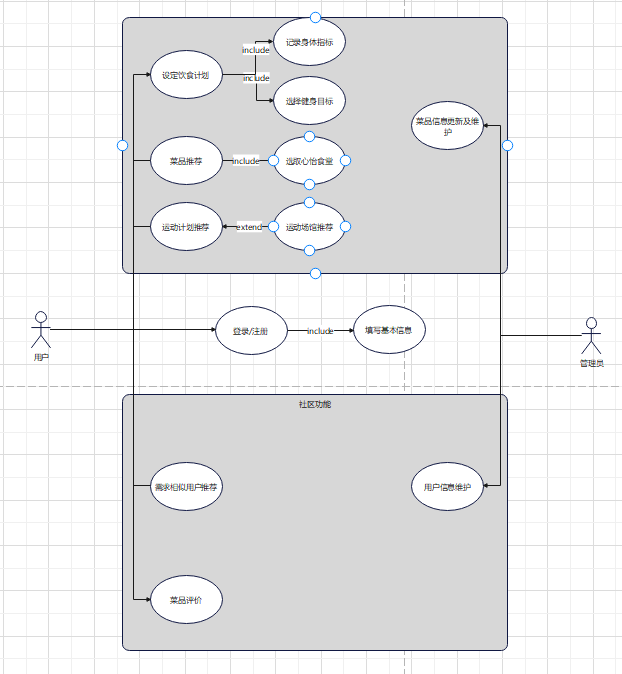 记录身体指标
include
设定饮食计划
include
选择健身目标
菜品信息更新及维
护
菜品推荐
include
选取心怡食堂
运动计划推荐
extend
运动场馆推荐
登录/注册
include
填写基本信息
用户
管理员
社区功能
需求相似用户推荐
用户信息维护
菜品评价